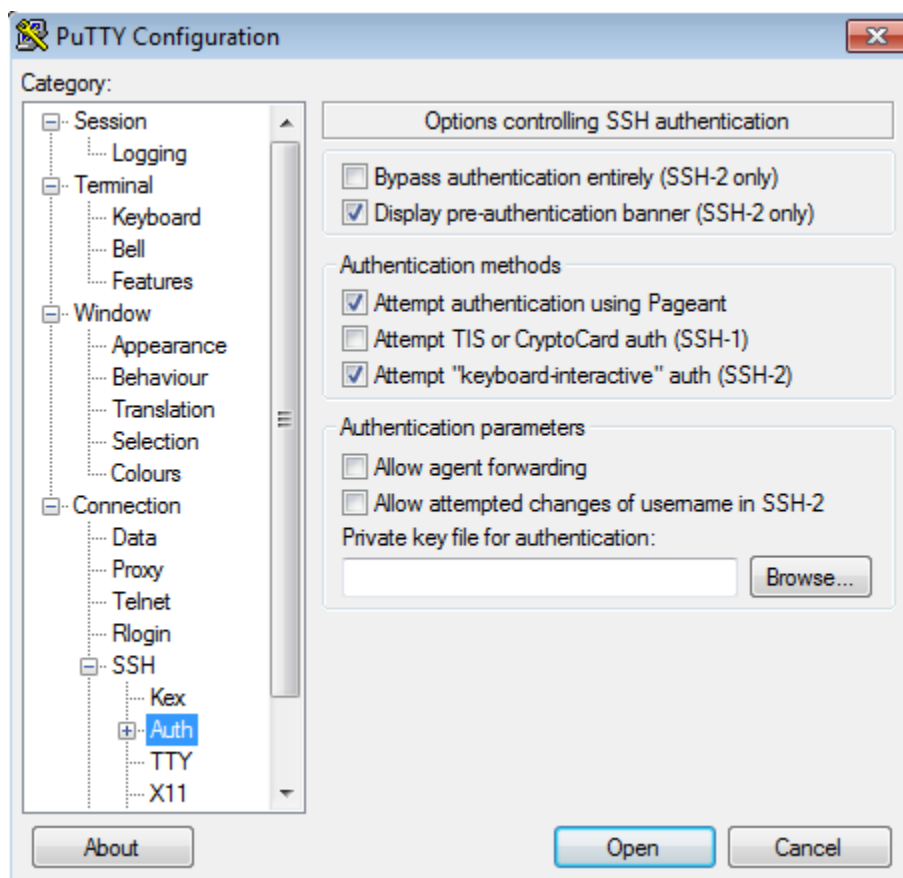 PuTTY Configuration
Category:
Session
Logging
Terminal
Keyboard
Bell
Features
Window
Appearance
Behaviour
Translation
Selection
Colours
Connection
Data
Proxy
Telnet
Rlogin
SSH
Kex
Auth
TTY
X11
Options controlling SSH authentication
Bypass authentication entirely (SSH-2 only)
Display pre-authentication banner (SSH-2 only)
Authentication methods
Attempt authentication using Pageant
Attempt TIS or CryptoCard auth (SSH-1)
Attempt "keyboard-interactive" auth (SSH-2)
Authentication parameters
Allow agent forwarding
Allow attempted changes of username in SSH-2
Private key file for authentication:
Browse...
About
Open
Cancel